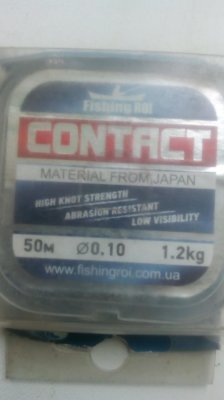 Fishing ROI
CONTACT
MATERIAL FROM JAPAN
HIGH KNOT STRENGTH
ABRASION RESISTANT
LOW VISIBILITY
50м ø0.10 1.2kg
www.fishingroi.com.ua